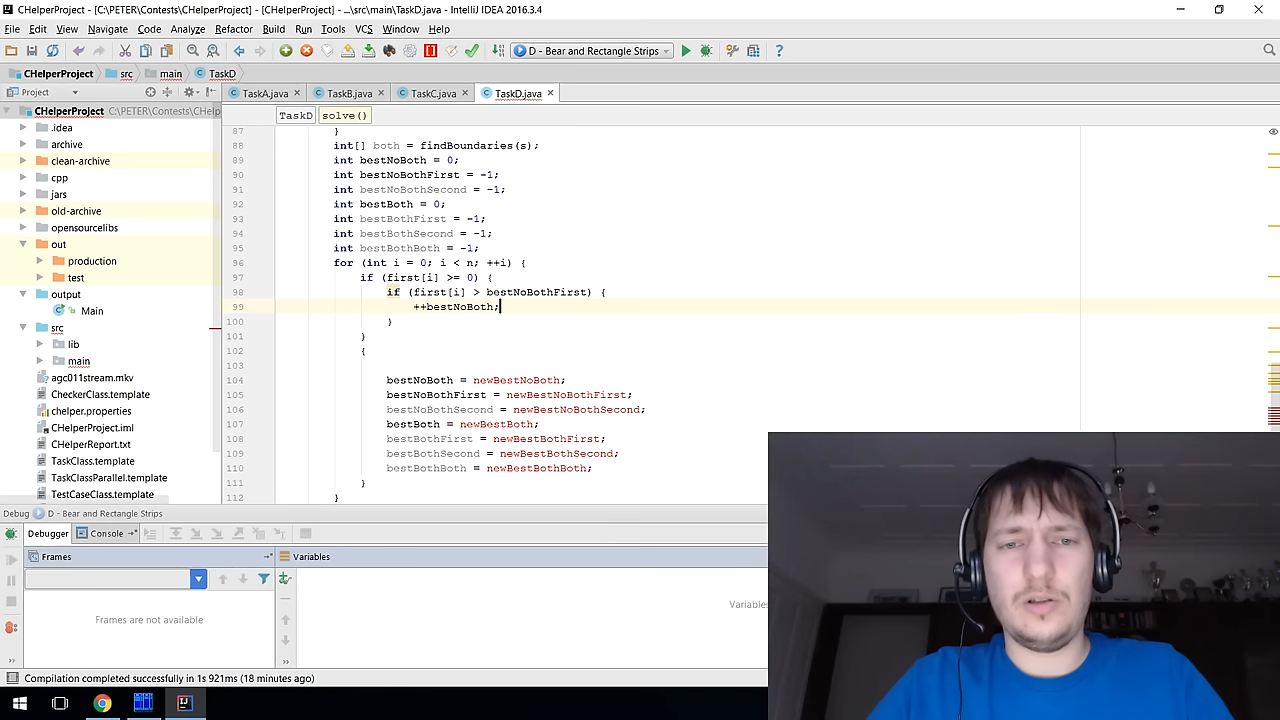 CHelperProject - [C:\PETER\Contests\CHelperProject] - [CHelperProject] - ...\src\main\TaskD.java - IntelliJ IDEA 2016.3.4
File Edit View Navigate Code Analyze Refactor Build Run Tools VCS Window Help
D - Bear and Rectangle Strips
CHelperProject src main TaskD
Project
TaskA.java TaskB.java TaskC.java TaskD.java
CHelperProject C:\PETER\Contests\CHelp
.idea
archive
clean-archive
cpp
jars
old-archive
opensourcelibs
out
production
test
output
Main
src
lib
main
agc011stream.mkv
CheckerClass.template
chelper.properties
CHelperProject.iml
CHelperReport.txt
TaskClass.template
TaskClassParallel.template
TestCaseClass.template
TaskD solve()
87 }
88 int[] both = findBoundaries(s);
89 int bestNoBoth = 0;
90 int bestNoBothFirst = -1;
91 int bestNoBothSecond = -1;
92 int bestBoth = 0;
93 int bestBothFirst = -1;
94 int bestBothSecond = -1;
95 int bestBothBoth = -1;
96 for (int i = 0; i < n; ++i) {
97 if (first[i] >= 0) {
98 if (first[i] > bestNoBothFirst) {
99 ++bestNoBoth;
100 }
101 }
102 {
103
104 bestNoBoth = newBestNoBoth;
105 bestNoBothFirst = newBestNoBothFirst;
106 bestNoBothSecond = newBestNoBothSecond;
107 bestBoth = newBestBoth;
108 bestBothFirst = newBestBothFirst;
109 bestBothSecond = newBestBothSecond;
110 bestBothBoth = newBestBothBoth;
111 }
112 }
Debug D - Bear and Rectangle Strips
Debugger Console
Frames Variables
Frames are not available
Variables
Compilation completed successfully in 1s 921ms (18 minutes ago)